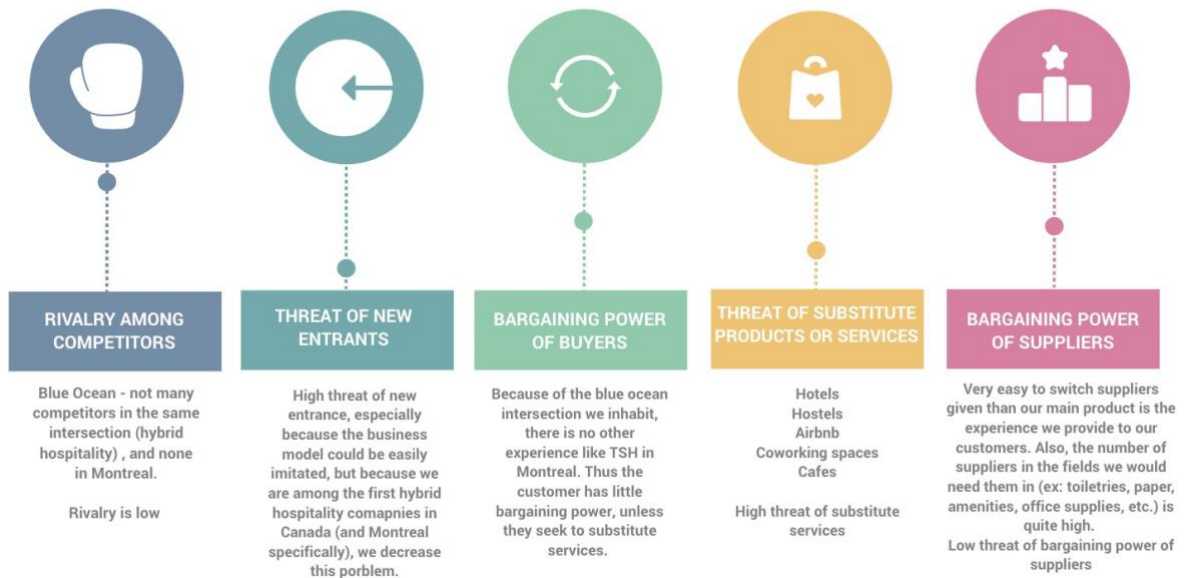 RIVALRY AMONG
COMPETITORS
Blue Ocean - not many
competitors in the same
intersection (hybrid
hospitality) , and none
in Montreal.
Rivalry is low
THREAT OF NEW
ENTRANTS
High threat of new
entrance, especially
because the business
model could be easily
imitated, but because we
are among the first hybrid
hospitality comapnies in
Canada (and Montreal
specifically), we decrease
this porblem.
BARGAINING POWER
OF BUYERS
Because of the blue ocean
intersection we inhabit,
there is no other
experience like TSH in
Montreal. Thus the
customer has little
bargaining power, unless
they seek to substitute
services.
THREAT OF SUBSTITUTE
PRODUCTS OR SERVICES
Hotels
Hostels
Airbnb
Coworking spaces
Cafes
High threat of substitute
services
BARGAINING POWER
OF SUPPLIERS
Very easy to switch suppliers
given than our main product is the
experience we provide to our
customers. Also, the number of
suppliers in the fields we would
need them in (ex: toiletries, paper,
amenities, office supplies, etc.) is
quite high.
Low threat of bargaining power of
suppliers